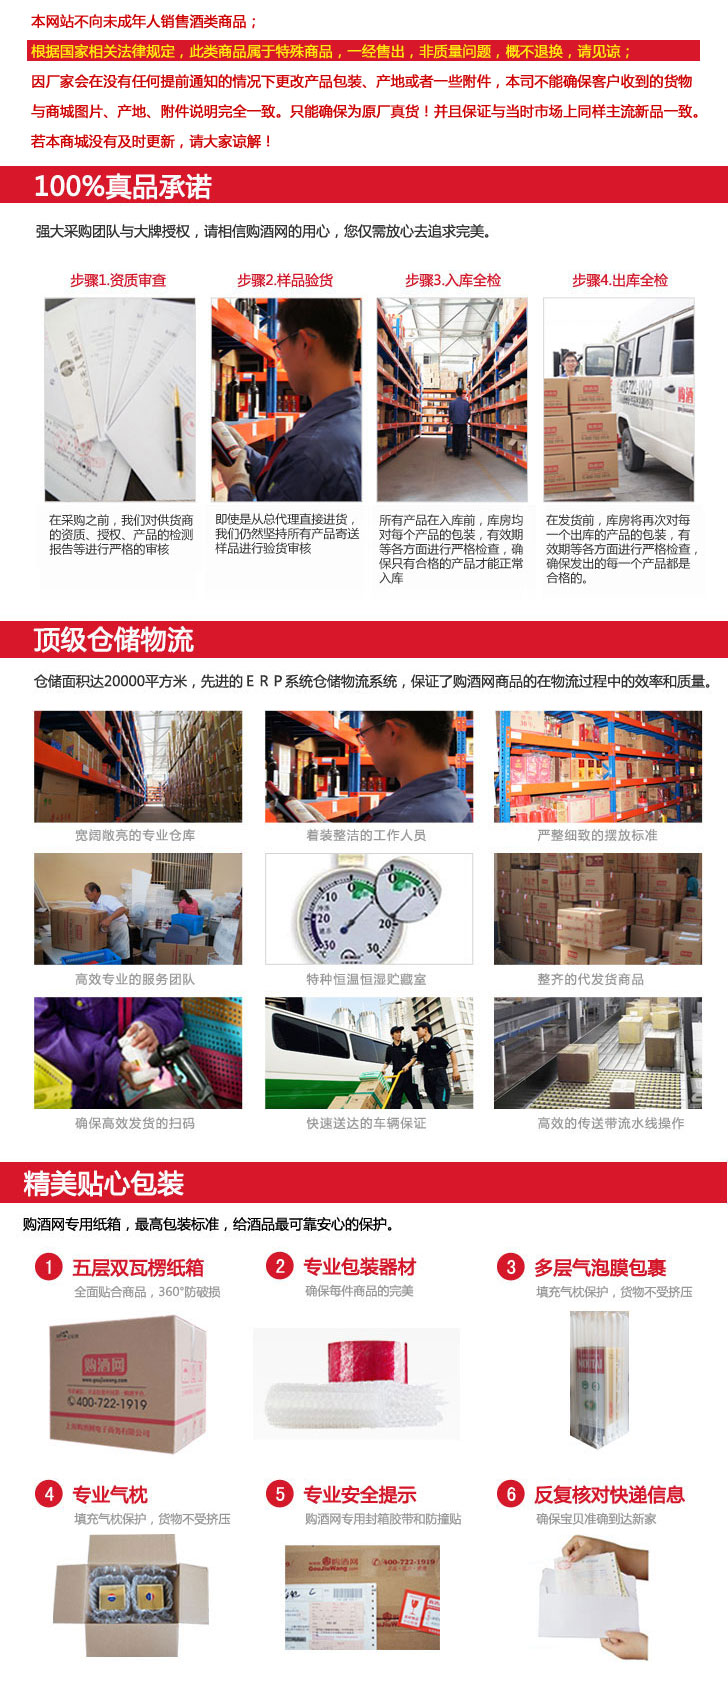 本网站不向未成年人销售酒类商品；
根据国家相关法律规定，此类商品属于特殊商品，一经售出，非质量问题，概不退换，请见谅；
因厂家会在没有任何提前通知的情况下更改产品包装、产地或者一些附件，本司不能确保客户收到的货物
与商城图片、产地、附件说明完全一致。只能确保为原厂真货！并且保证与当时市场上同样主流新品一致。
若本商城没有及时更新，请大家谅解！
100%真品承诺
强大采购团队与大牌授权，请相信购酒网的用心，您仅需放心去追求完美。
步骤1.资质审查
步骤2.样品验货
步骤3.入库全检
步骤4.出库全检
400-722-1919
购酒
在采购之前，我们对供货商
的资质、授权、产品的检测
报告等进行严格的审核
即使是从总代理直接进货，
我们仍然坚持所有产品寄送
样品进行验货审核
所有产品在入库前，库房均
对每个产品的包装，有效期
等各方面进行严格检查，确
保只有合格的产品才能正常
入库
在发货前，库房将再次对每
一个出库的产品的包装，有
效期等各方面进行严格检查，
确保发出的每一个产品都是
合格的。
顶级仓储物流
仓储面积达20000平方米，先进的ＥＲＰ系统仓储物流系统，保证了购酒网商品的在物流过程中的效率和质量。
宽阔敞亮的专业仓库
着装整洁的工作人员
严整细致的摆放标准
10 0 0 10
20 20
30 30
高效专业的服务团队
特种恒温恒湿贮藏室
整齐的代发货商品
确保高效发货的扫码
快速送达的车辆保证
高效的传送带流水线操作
精美贴心包装
购酒网专用纸箱，最高包装标准，给酒品最可靠安心的保护。
1 五层双瓦楞纸箱
全面贴合商品，360°防破损
2 专业包装器材
确保每件商品的完美
3 多层气泡膜包裹
填充气枕保护，货物不受挤压
购酒网
www.goujiuwang.com
400-722-1919
上海购酒网电子商务有限公司
4 专业气枕
填充气枕保护，货物不受挤压
5 专业安全提示
购酒网专用封箱胶带和防撞贴
6 反复核对快递信息
确保宝贝准确到达新家
购酒网
GouJiuWang.com
400-722-1919